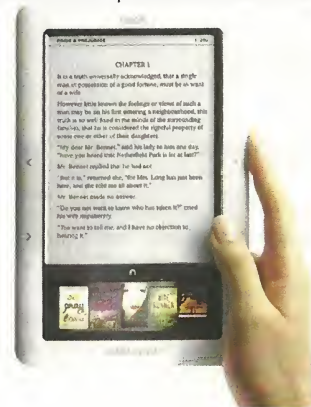 PRIDE & PREJUDICE
CHAPTER 1
It is a truth universally acknowledged, that a single
man in possession of a good fortune, must be in want
of a wife.
However little known the feelings or views of such a
man may be on his first entering a neighbourhood, this
truth is so well fixed in the minds of the surrounding
families, that he is considered the rightful property of
some one or other of their daughters.
"My dear Mr. Bennet," said his lady to him one day,
"have you heard that Netherfield Park is let at last?"
Mr. Bennet replied that he had not.
"But it is," returned she, "for Mrs. Long has just been
here, and she told me all about it."
Mr. Bennet made no answer.
"Do you not want to know who has taken it?" cried
his wife impatiently.
"You want to tell me, and I have no objection to
hearing it."